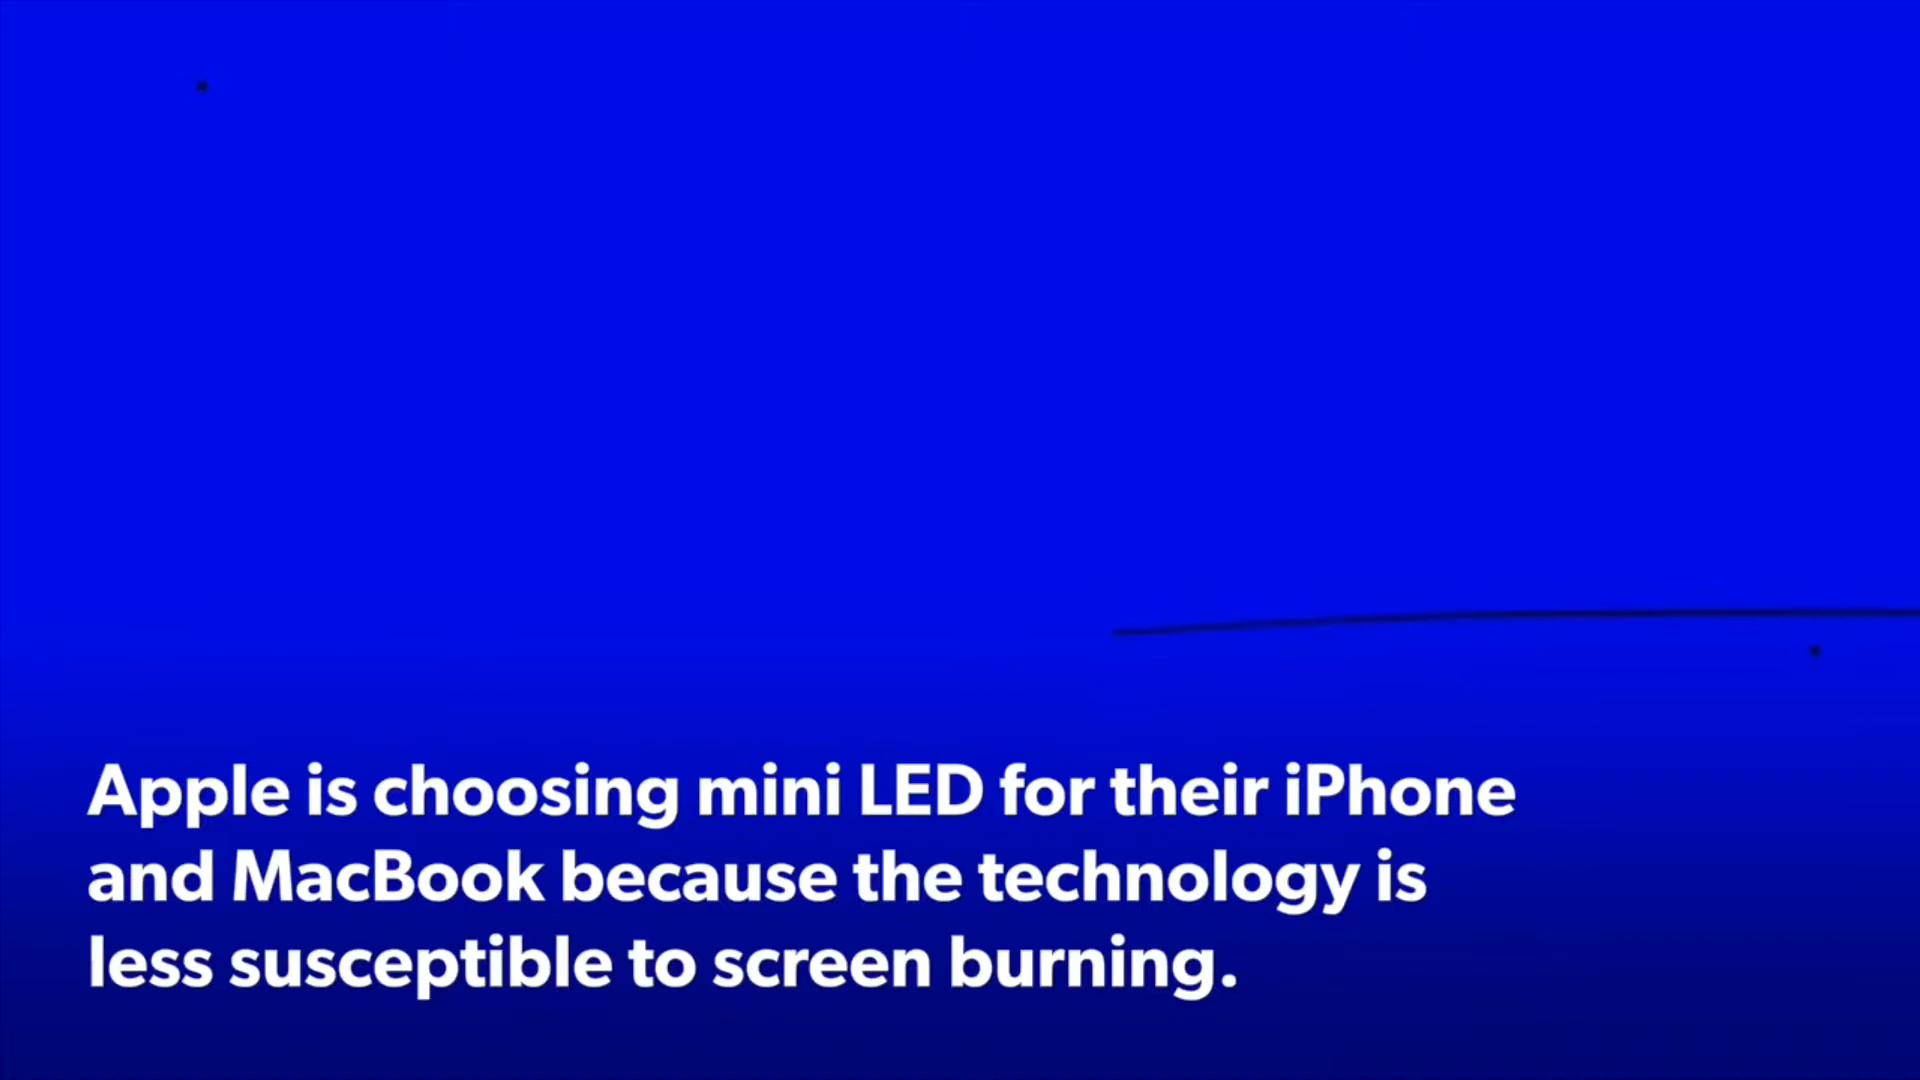 Apple is choosing mini LED for their iPhone
and MacBook because the technology is
less susceptible to screen burning.